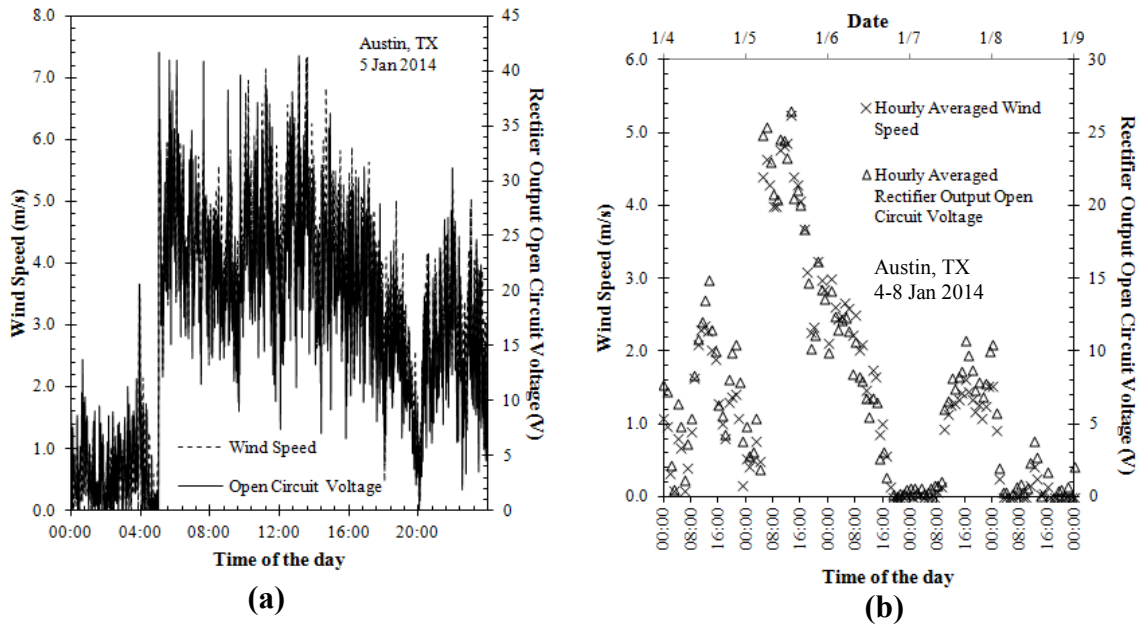 (a)
8.0
7.0
6.0
5.0
4.0
3.0
2.0
1.0
0.0
Wind Speed (m/s)
45
40
35
30
25
20
15
10
5
0
Rectiier Output Open Circuit Voltage (V)
Austin, TX
5 Jan 2014
Wind Speed
Open Circuit Voltage
00:00 04:00 08:00 12:00 16:00 20:00
Time of the day
(a)
Date
1/4 1/5 1/6 1/7 1/8 1/9
6.0
5.0
4.0
3.0
2.0
1.0
0.0
Wind Speed (m/s)
30
25
20
15
10
5
0
Rectifier Output Open Circuit Voltage (V)
Hourly Averaged Wind
Speed
Hourly Averaged
Rectifier Output Open
Circuit Voltage
Austin, TX
4-8 Jan 2014
00:00 08:00 16:00 00:00 08:00 16:00 00:00 08:00 16:00 00:00 08:00 16:00 00:00 08:00 16:00 00:00
Time of the day
(b)